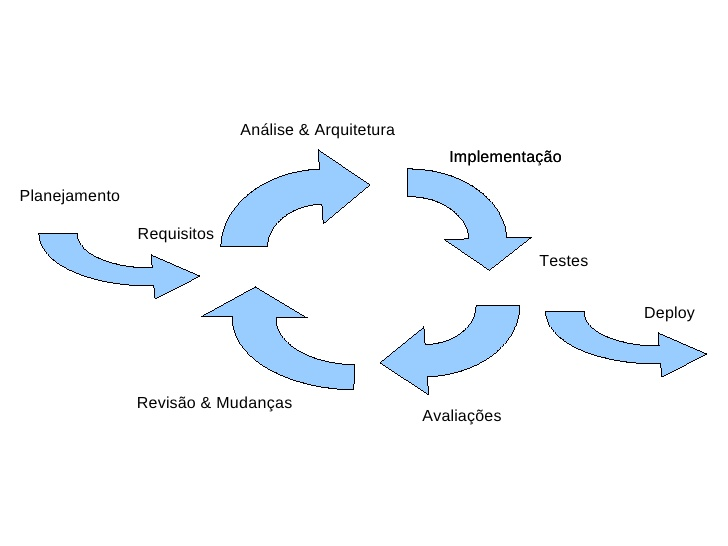 Análise & Arquitetura
Implementação
Planejamento
Requisitos
Testes
Deploy
Revisão & Mudanças
Avaliações